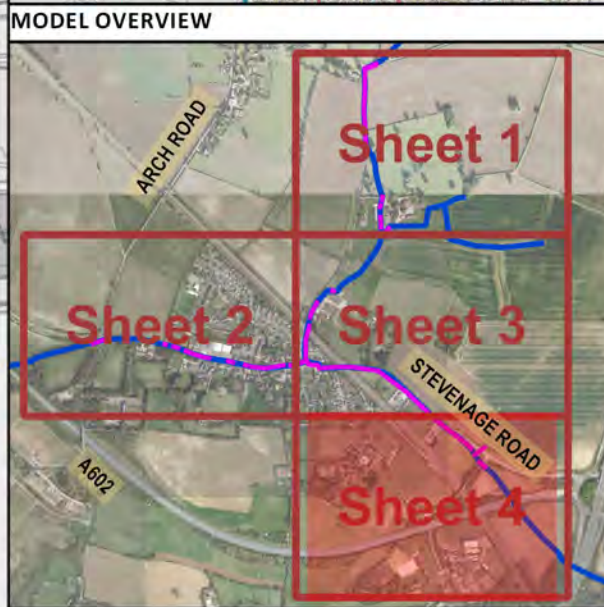 MODEL OVERVIEW
ARCH ROAD
Sheet 1
Sheet 2
Sheet 3
STEVENAGE ROAD
A602
Sheet 4